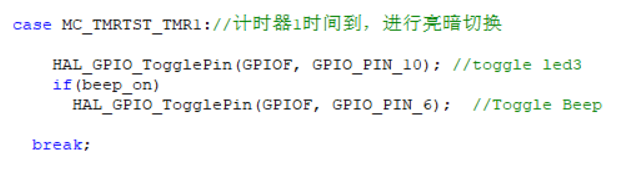 case MC_TMRTST_TMR1://计时器1时间到，进行亮暗切换
HAL_GPIO_TogglePin(GPIOF, GPIO_PIN_10); //toggle led3
if(beep_on)
HAL_GPIO_TogglePin(GPIOF, GPIO_PIN_6);  //Toggle Beep
break;